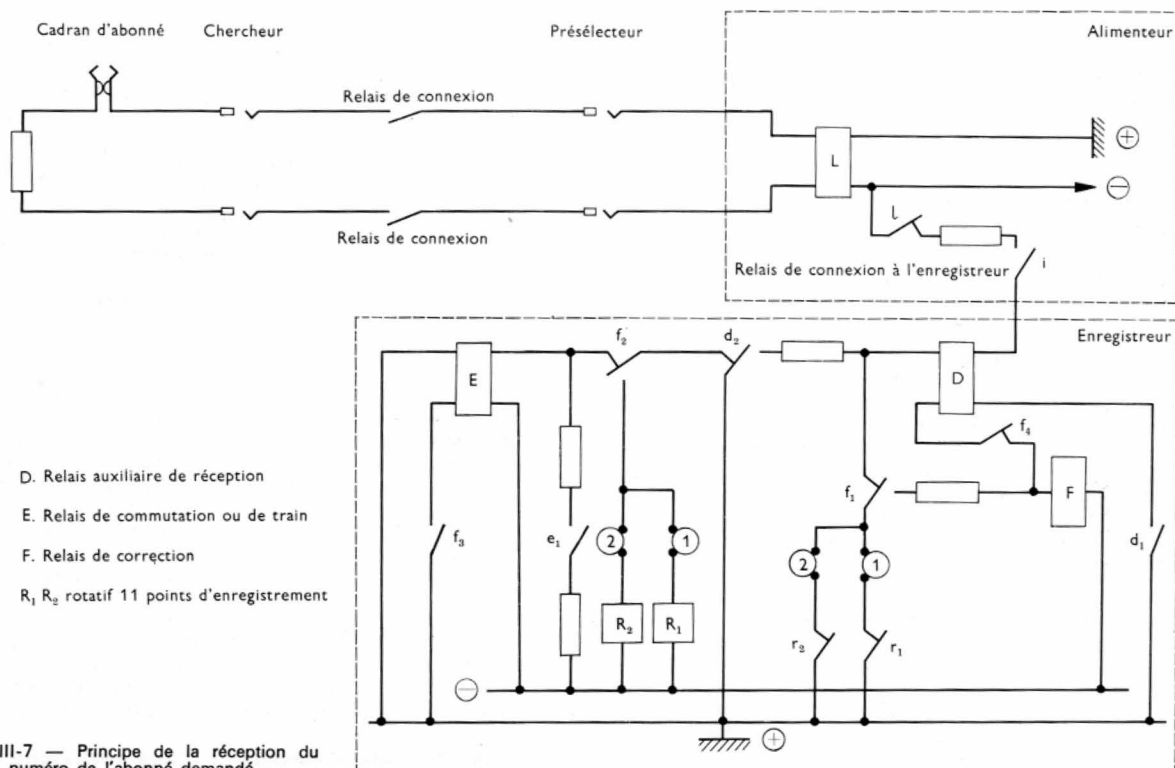 Cadran d'abonné
Chercheur
Présélecteur
Alimenteur
Relais de connexion
L
+
−
Relais de connexion
l
Relais de connexion à l'enregistreur
i
Enregistreur
f₂
d₂
E
D
f₄
D. Relais auxiliaire de réception
E. Relais de commutation ou de train
F. Relais de correction
R₁ R₂ rotatif 11 points d'enregistrement
f₃
e₁
2
1
f₁
F
d₁
2
1
R₂
R₁
r₂
r₁
−
+
III-7 — Principe de la réception du
numéro de l'abonné demandé